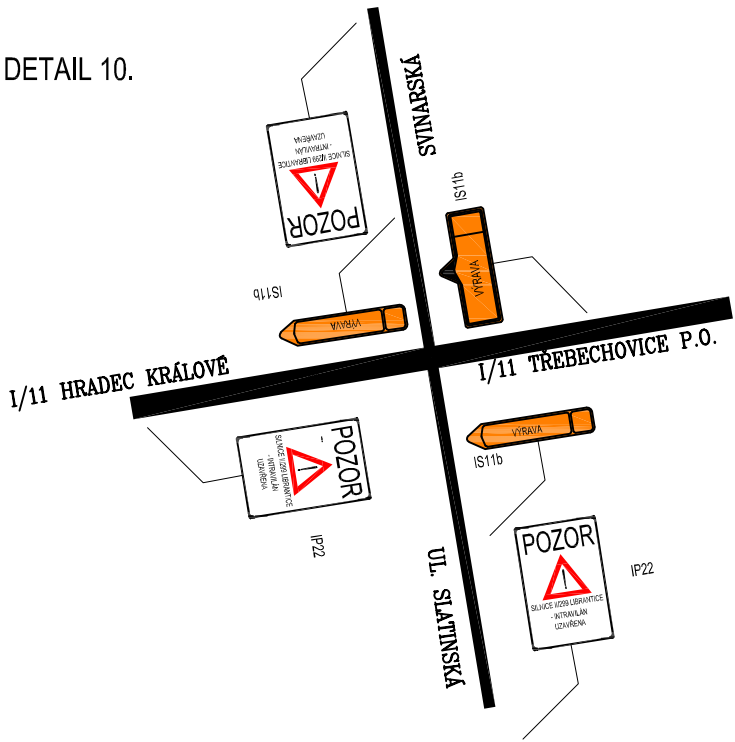 DETAIL 10.
SVINARSKÁ
POZOR
!
SILNICE II/299 LIBRANTICE
- INTRAVILÁN
UZAVŘENA
IS11b
VÝRAVA
IS11b
VÝRAVA
I/11 HRADEC KRÁLOVÉ
I/11 TŘEBECHOVICE P.O.
POZOR
!
SILNICE II/299 LIBRANTICE
- INTRAVILÁN
UZAVŘENA
IP22
VÝRAVA
IS11b
UL. SLATINSKÁ
POZOR
!
SILNICE II/299 LIBRANTICE
- INTRAVILÁN
UZAVŘENA
IP22